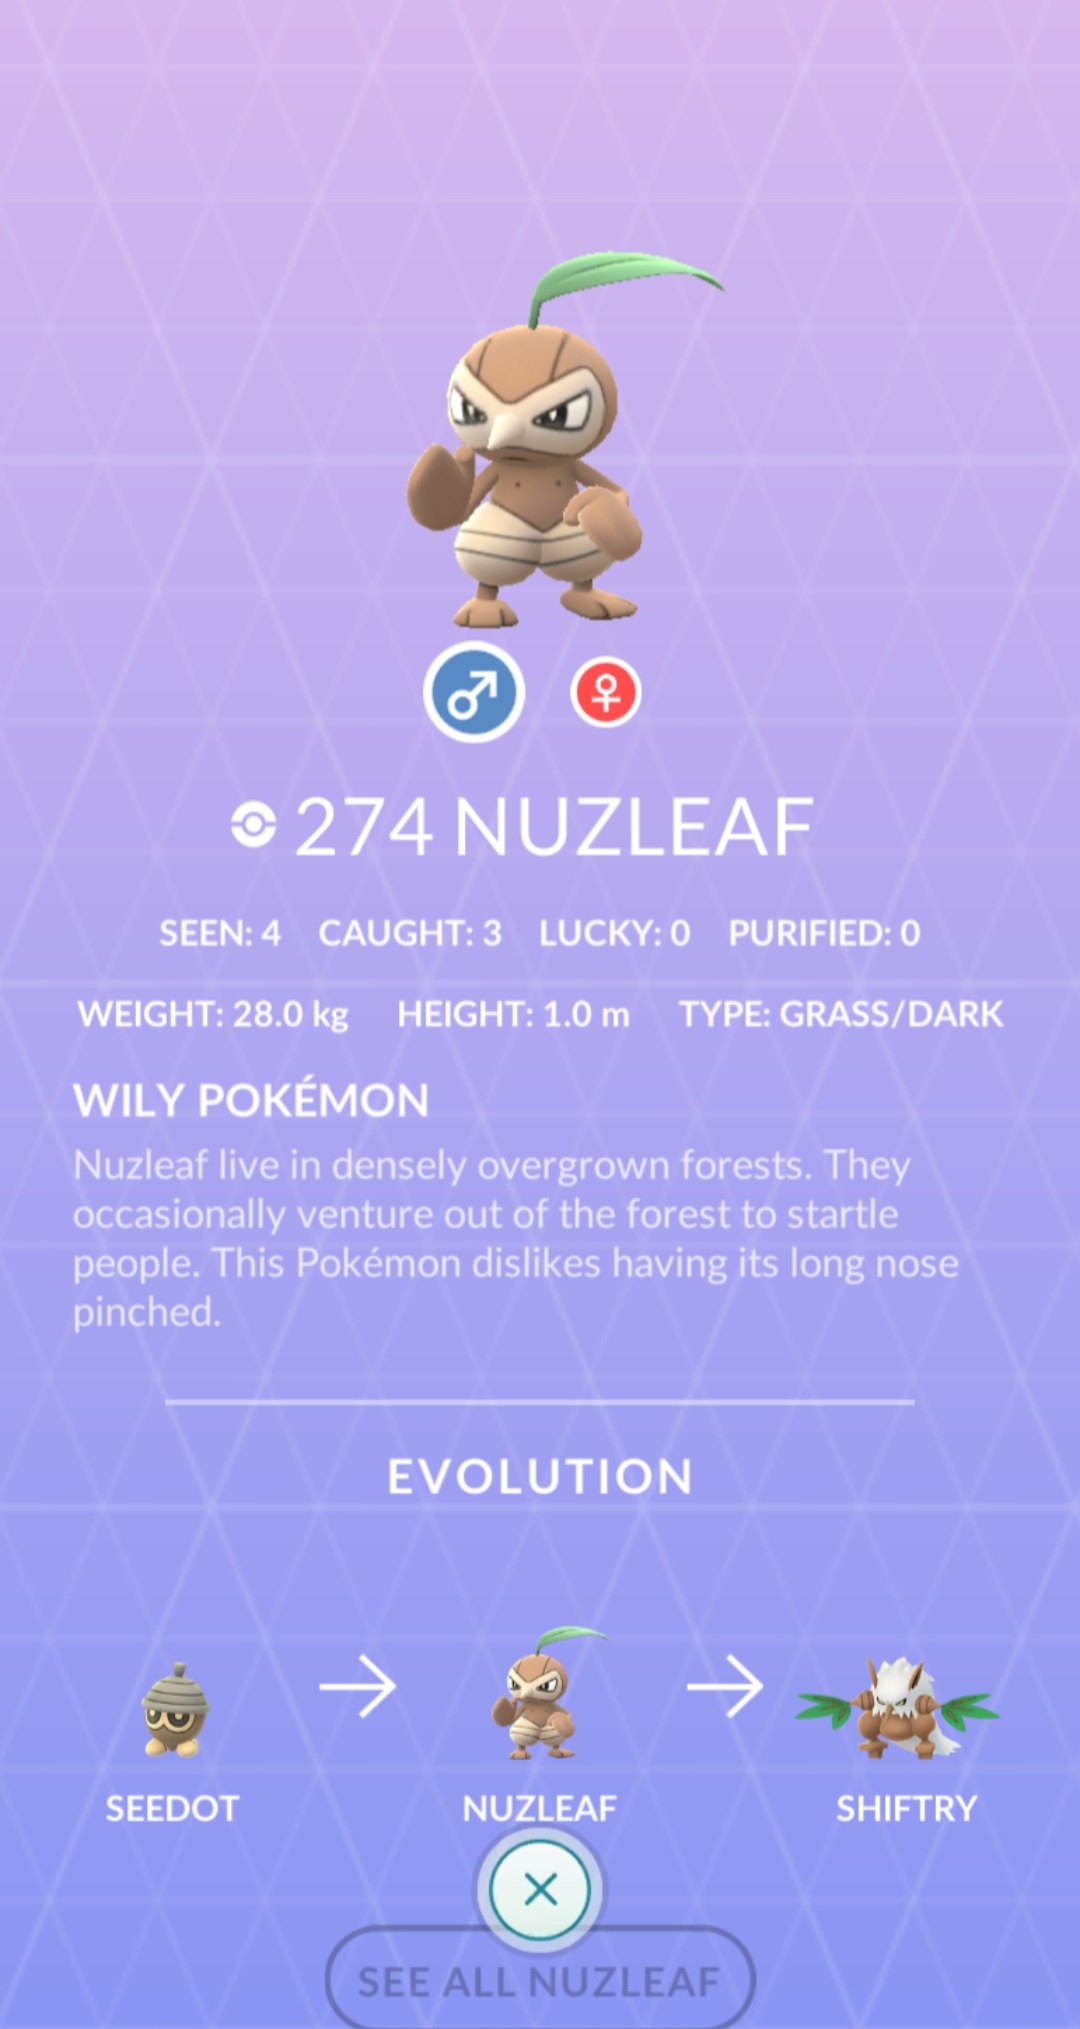 274 NUZLEAF
SEEN: 4 CAUGHT: 3 LUCKY: 0 PURIFIED: 0
WEIGHT: 28.0 kg HEIGHT: 1.0 m TYPE: GRASS/DARK
WILY POKÉMON
Nuzleaf live in densely overgrown forests. They
occasionally venture out of the forest to startle
people. This Pokémon dislikes having its long nose
pinched.
EVOLUTION
SEEDOT NUZLEAF SHIFTRY
SEE ALL NUZLEAF